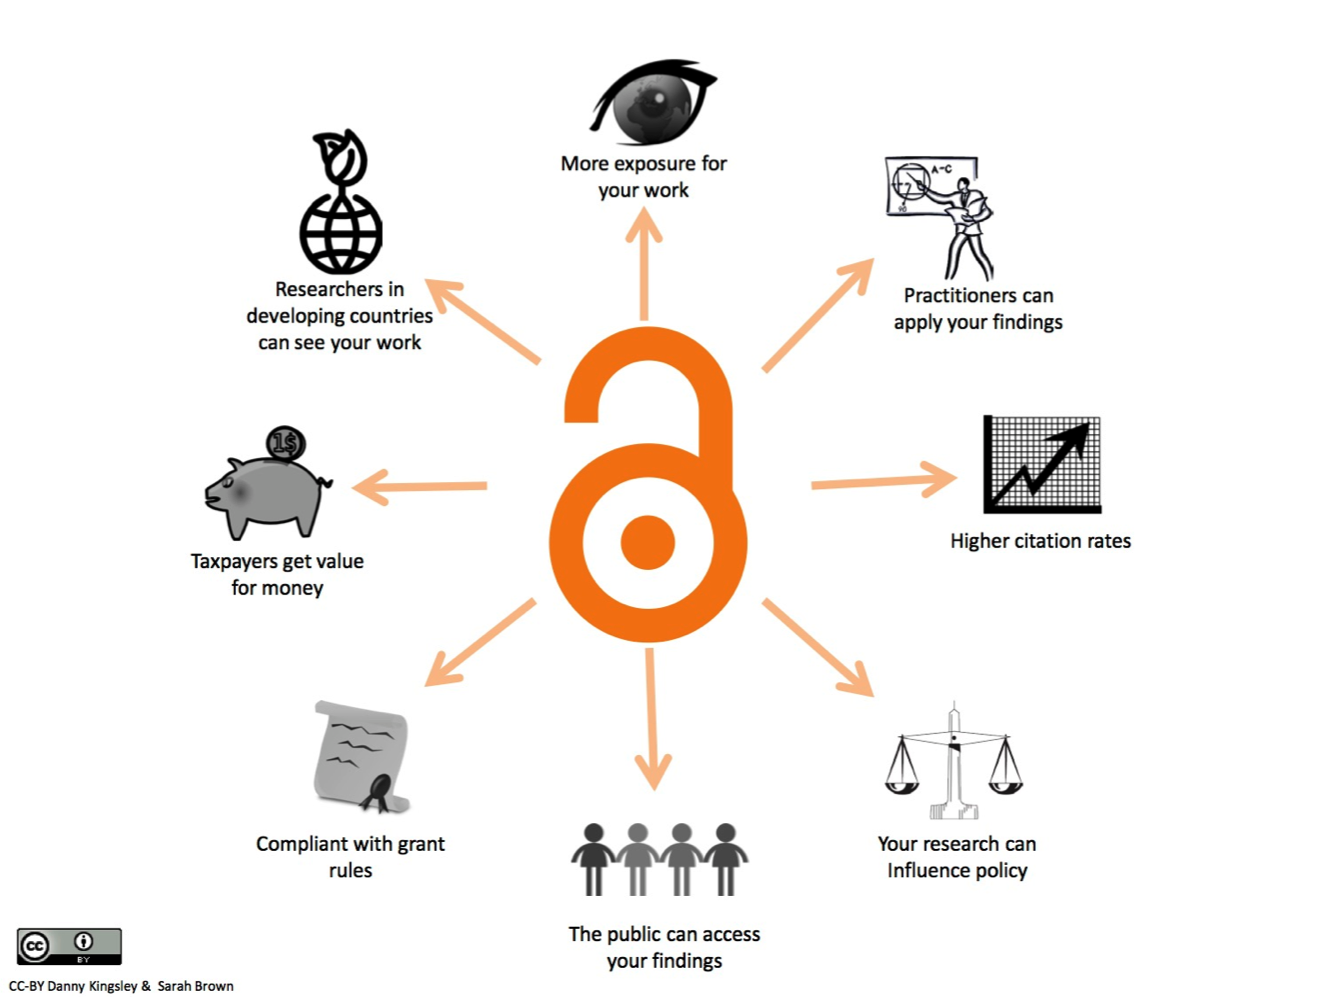 More exposure for
your work
A-C
Practitioners can
apply your findings
Researchers in
developing countries
can see your work
1$
Higher citation rates
Taxpayers get value
for money
Compliant with grant
rules
Your research can
Influence policy
The public can access
your findings
cc
BY
CC-BY Danny Kingsley & Sarah Brown